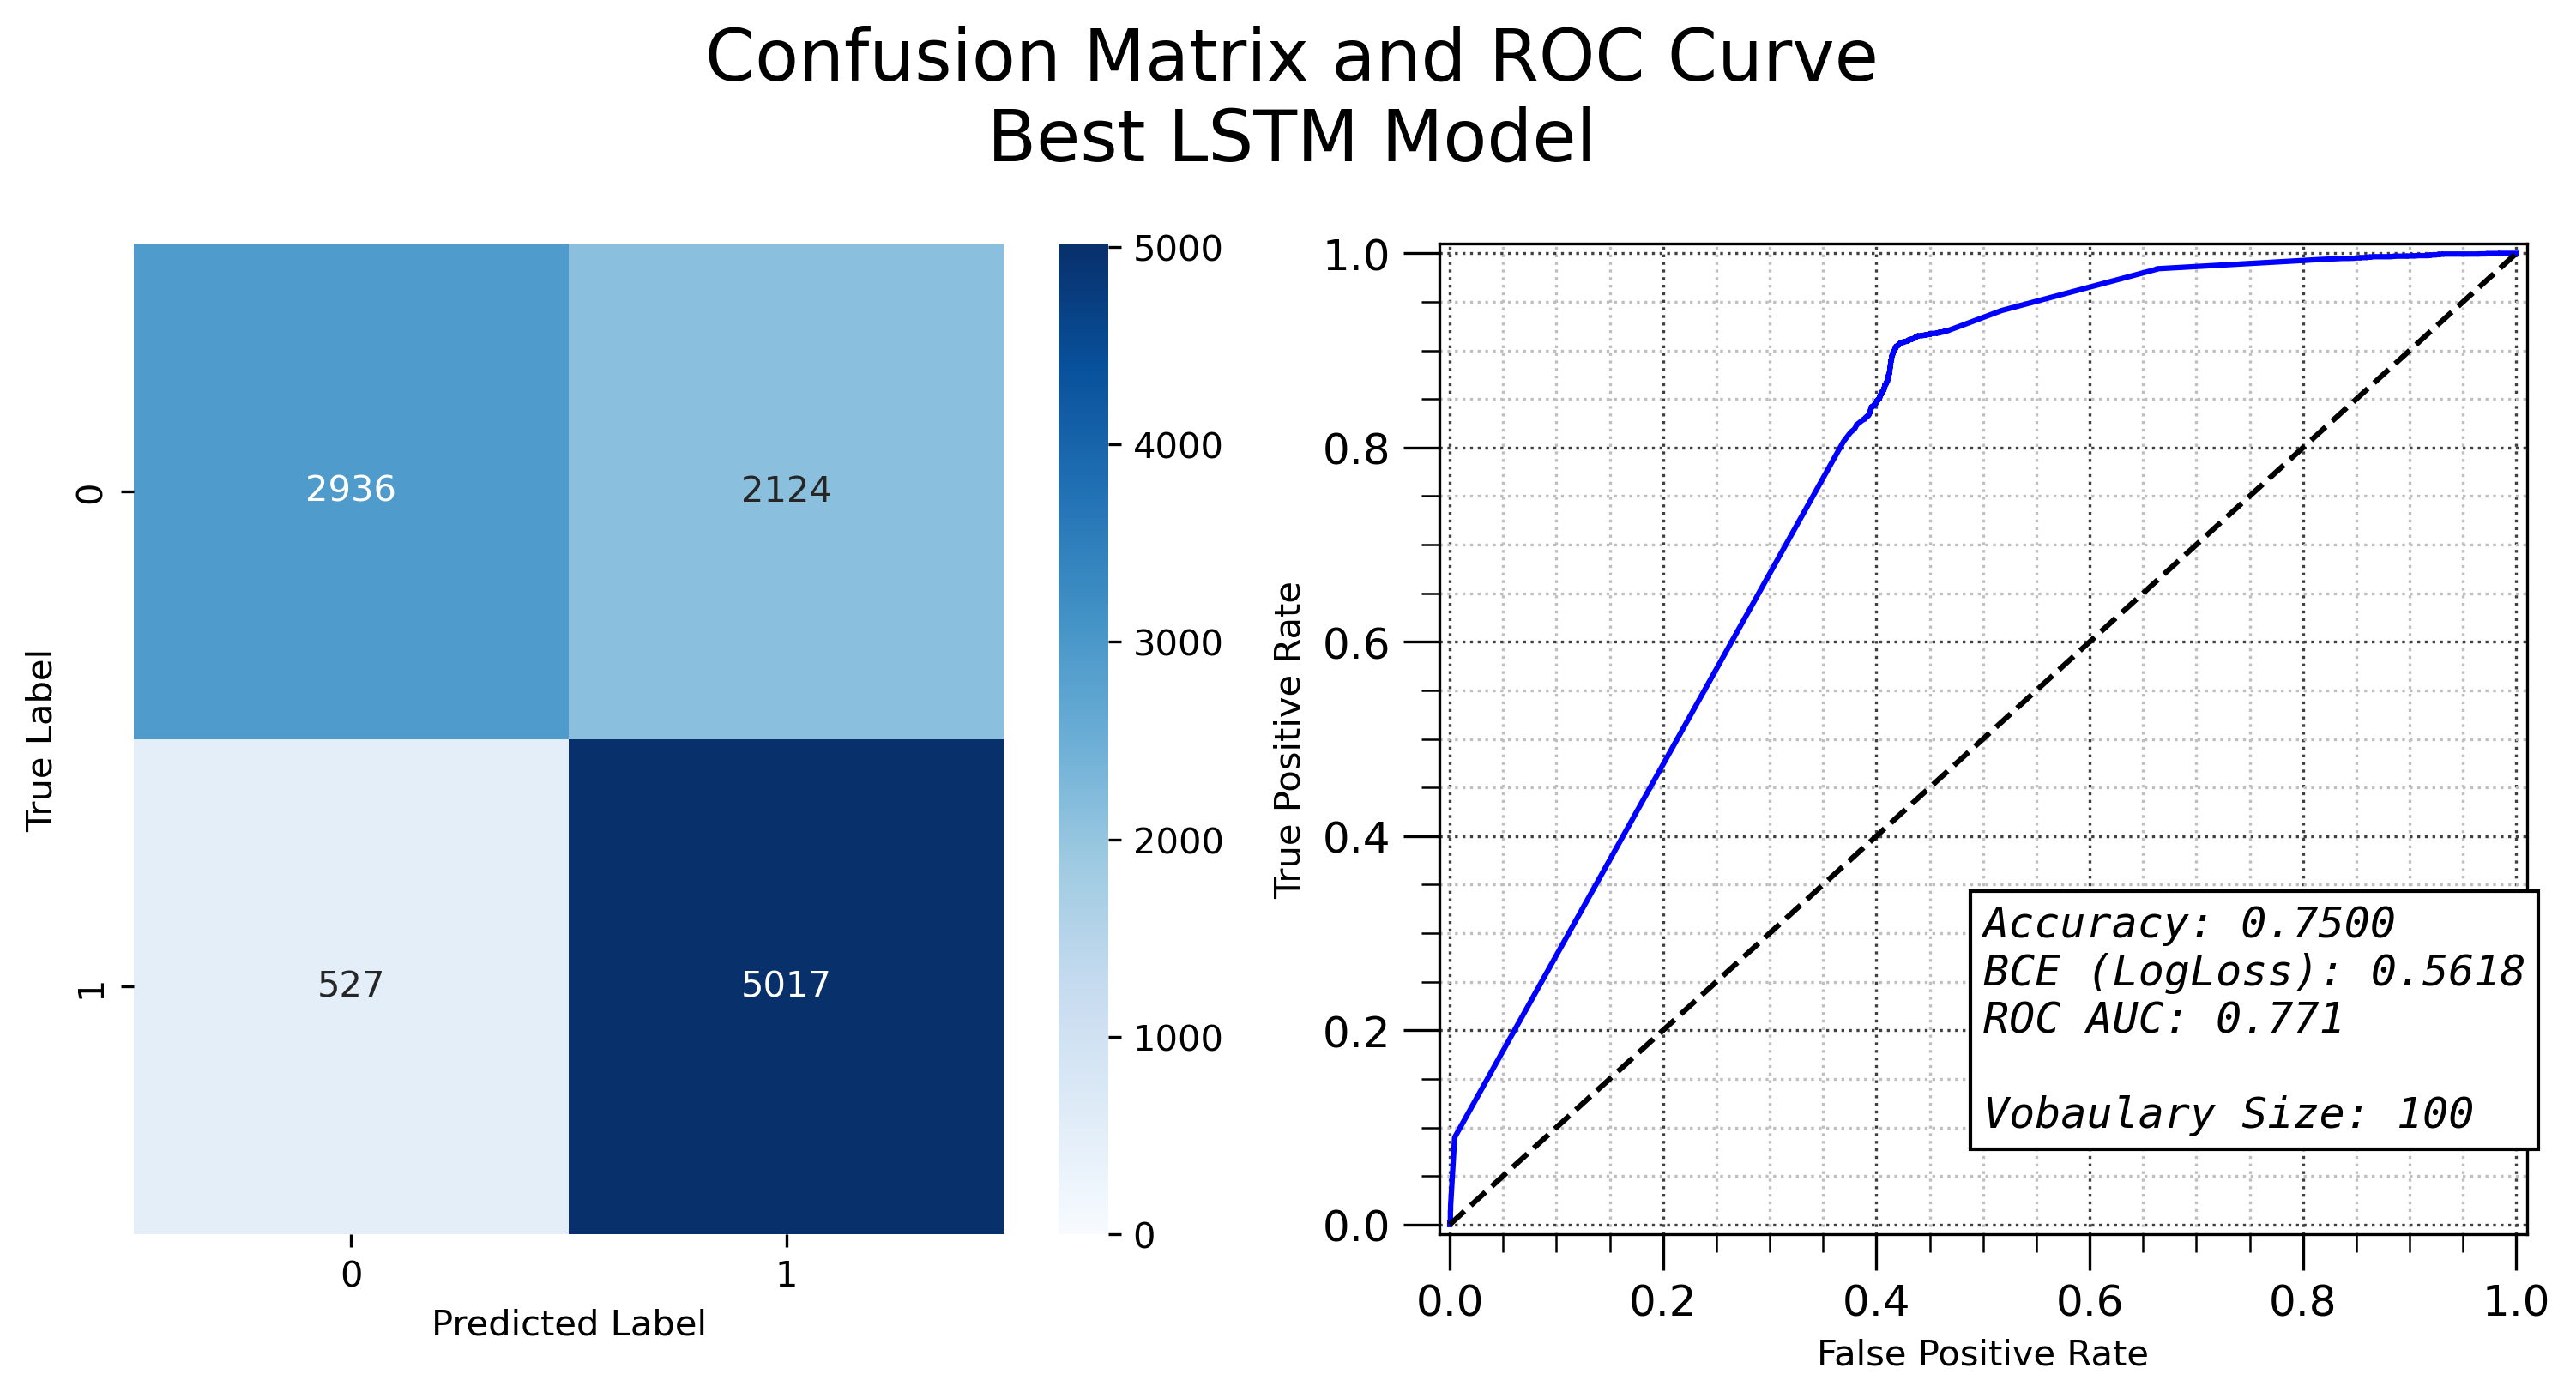 Confusion Matrix and ROC Curve
Best LSTM Model
True Label
0
1
2936
2124
527
5017
0
1
Predicted Label
5000
4000
3000
2000
1000
0
True Positive Rate
1.0
0.8
0.6
0.4
0.2
0.0
Accuracy: 0.7500
BCE (LogLoss): 0.5618
ROC AUC: 0.771
Vobaulary Size: 100
0.0
0.2
0.4
0.6
0.8
1.0
False Positive Rate